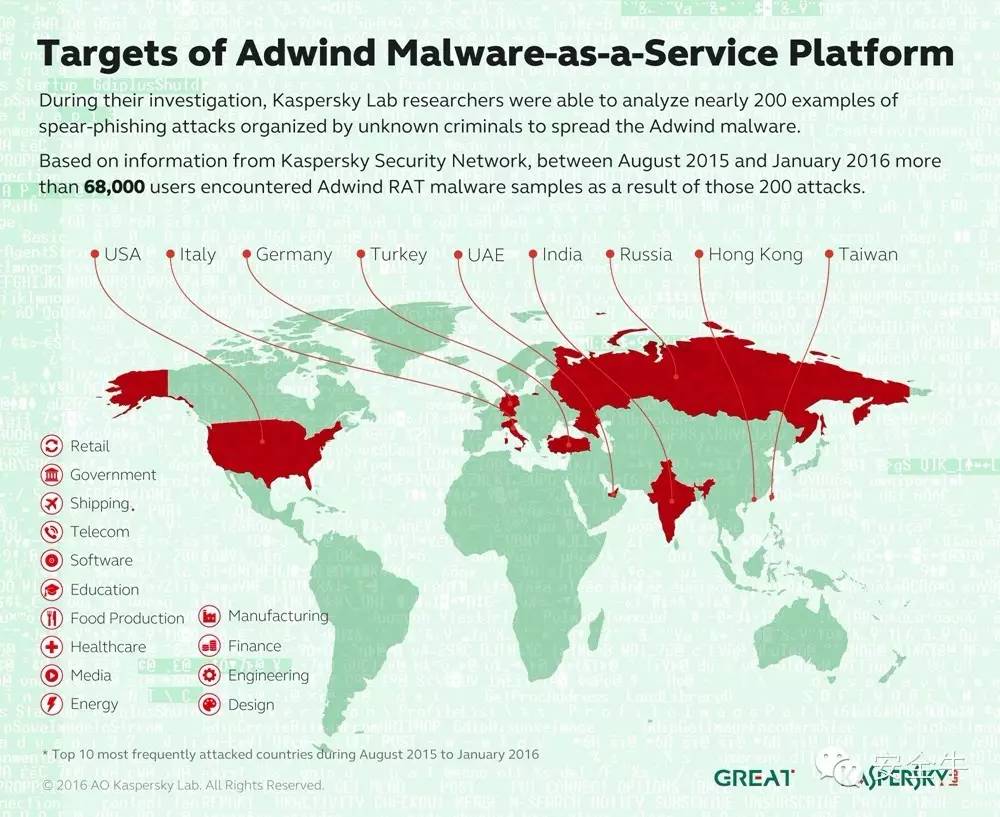 Targets of Adwind Malware-as-a-Service Platform
During their investigation, Kaspersky Lab researchers were able to analyze nearly 200 examples of
spear-phishing attacks organized by unknown criminals to spread the Adwind malware.
Based on information from Kaspersky Security Network, between August 2015 and January 2016 more
than 68,000 users encountered Adwind RAT malware samples as a result of those 200 attacks.
USA Italy Germany Turkey UAE India Russia Hong Kong Taiwan
Retail
Government
Shipping.
Telecom
Software
Education
Food Production
Healthcare
Media
Energy
Manufacturing
Finance
Engineering
Design
* Top 10 most frequently attacked countries during August 2015 to January 2016
© 2016 AO Kaspersky Lab. All Rights Reserved.
GREAT
KASPERSKY lab
安全牛